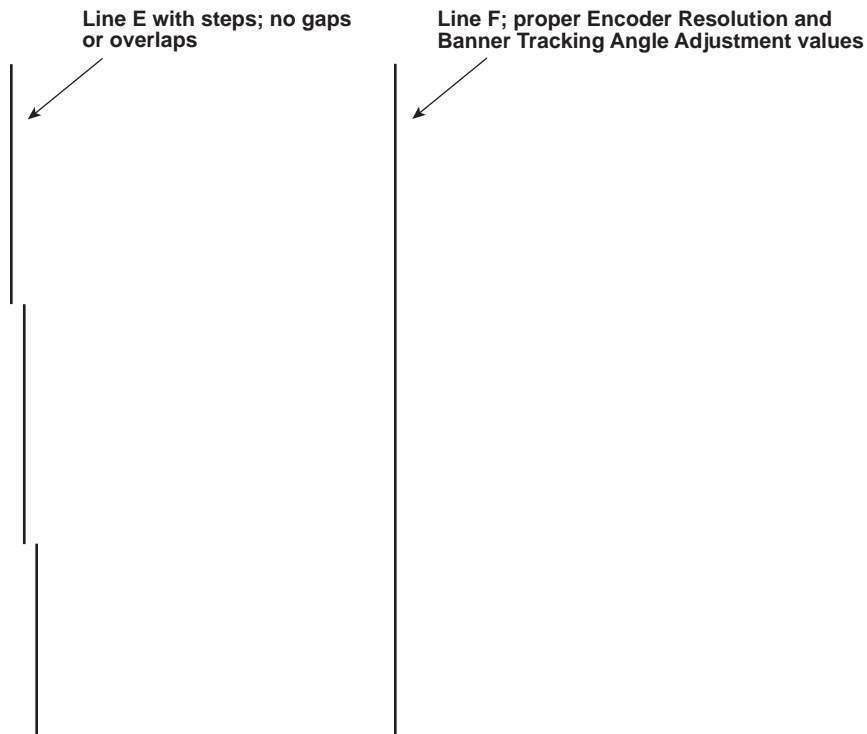 Line E with steps; no gaps
or overlaps
Line F; proper Encoder Resolution and
Banner Tracking Angle Adjustment values